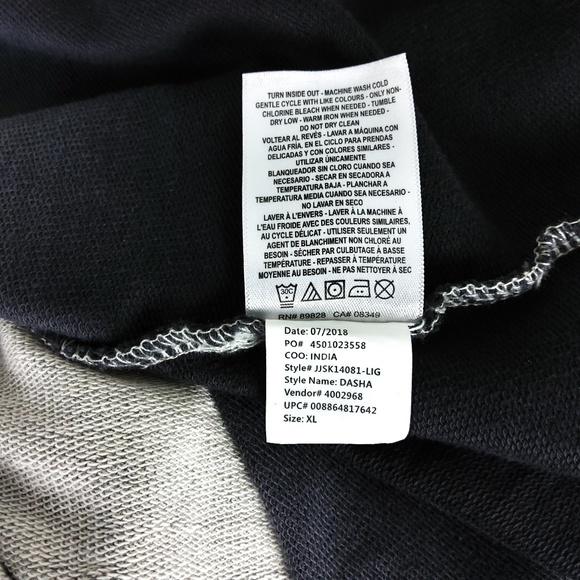 TURN INSIDE OUT - MACHINE WASH COLD
GENTLE CYCLE WITH LIKE COLOURS - ONLY NON-
CHLORINE BLEACH WHEN NEEDED - TUMBLE
DRY LOW - WARM IRON WHEN NEEDED -
DO NOT DRY CLEAN
VOLTEAR AL REVÉS - LAVAR A MÁQUINA CON
AGUA FRÍA, EN EL CICLO PARA PRENDAS
DELICADAS Y CON COLORES SIMILARES -
UTILIZAR ÚNICAMENTE
BLANQUEADOR SIN CLORO CUANDO SEA
NECESARIO - SECAR EN SECADORA A
TEMPERATURA BAJA - PLANCHAR A
TEMPERATURA MEDIA CUANDO SEA NECESARIO -
NO LAVAR EN SECO
LAVER À L'ENVERS - LAVER À LA MACHINE À
L'EAU FROIDE AVEC DES COULEURS SIMILAIRES,
AU CYCLE DÉLICAT - UTILISER SEULEMENT UN
AGENT DE BLANCHIMENT NON CHLORÉ AU
BESOIN - SÉCHER PAR CULBUTAGE À BASSE
TEMPÉRATURE - REPASSER À TEMPÉRATURE
MOYENNE AU BESOIN - NE PAS NETTOYER À SEC
30C
RN# 89828 CA# 08349
Date: 07/2018
PO# 4501023558
COO: INDIA
Style# JJSK14081-LIG
Style Name: DASHA
Vendor# 4002968
UPC# 008864817642
Size: XL